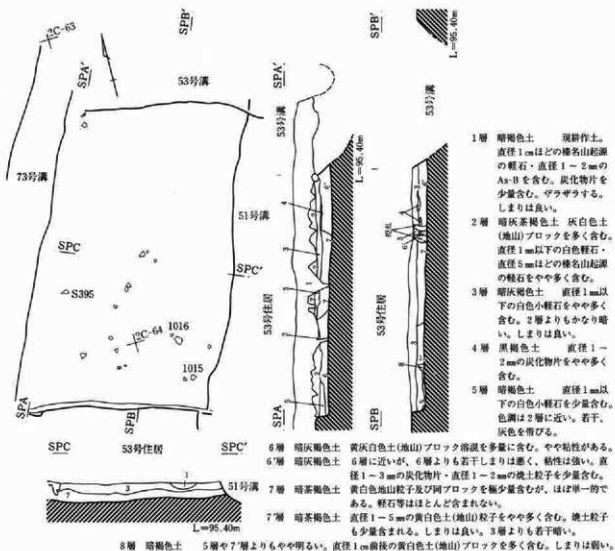 2C-63
SPB'
SPB'
SPA'
SPA'
L=95.40m
53号溝
53号溝
53号溝
73号溝
L=95.40m
51号溝
SPC
SPC'
S395
2C-64
1016
1015
53号住居
53号住居
SPA
SPB
SPA
SPB
1層 暗褐色土 現耕作土。
直径1㎝ほどの榛名山起源
の軽石・直径1〜2㎜の
As-Bを含む。炭化物片を
少量含む。ザラザラする。
しまりは良い。
2層 暗灰茶褐色土 灰白色土
(地山)ブロックを多く含む。
直径1㎜以下の白色軽石・
直径5㎜ほどの榛名山起源
の軽石をやや多く含む。
3層 暗灰褐色土 直径1㎜以
下の白色小軽石をやや多く
含む。2層よりもかなり暗
い。しまりは良い。
4層 黒褐色土 直径1〜
2㎜の炭化物片をやや多く
含む。
5層 暗褐色土 直径1㎜以
下の白色小軽石を少量含む。
色調は2層に近い。若干、
灰色を帯びる。
SPC
53号住居
SPC'
51号溝
L=95.40m
6層 暗灰褐色土 黄灰白色土(地山)ブロック溶混を多量に含む。やや粘性がある。
6'層 暗灰褐色土 6層に近いが、6層よりも若干しまりは悪く、粘性は強い。直
径1〜3㎜の炭化物片・直径1〜2㎜の焼土粒子を少量含む。
7層 暗茶褐色土 黄白色地山粒子及び同ブロックを極少量含むが、ほぼ単一的で
ある。軽石等はほとんど含まれない。
7'層 暗茶褐色土 直径1〜5㎜の黄白色土(地山)粒子をやや多く含む。焼土粒子
も少量含まれる。しまりは良い。3層よりも若干暗い。
8層 暗褐色土 5層や7'層よりもやや明るい。直径1㎝前後の黄白色土(地山)ブロックを多く含む。しまりは弱い。